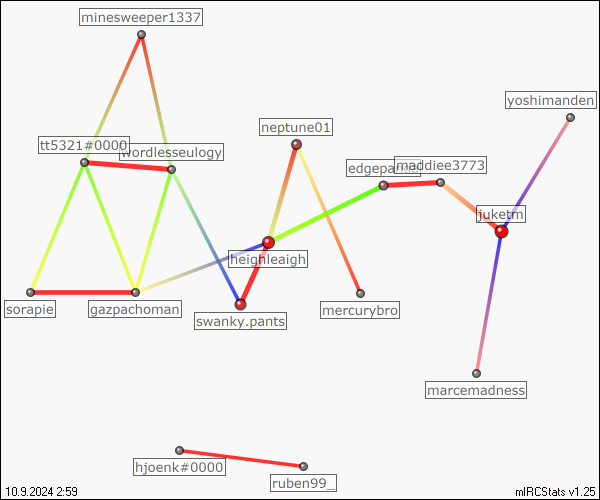 minesweeper1337
yoshimanden
neptune01
tt5321#0000
wordlesseulogy
maddiee3773
juketm
heighleaigh
sorapie
gazpachoman
swanky.pants
mercurybro
marcemadness
hjoenk#0000
ruben99_
10.9.2024 2:59
mIRCStats v1.25